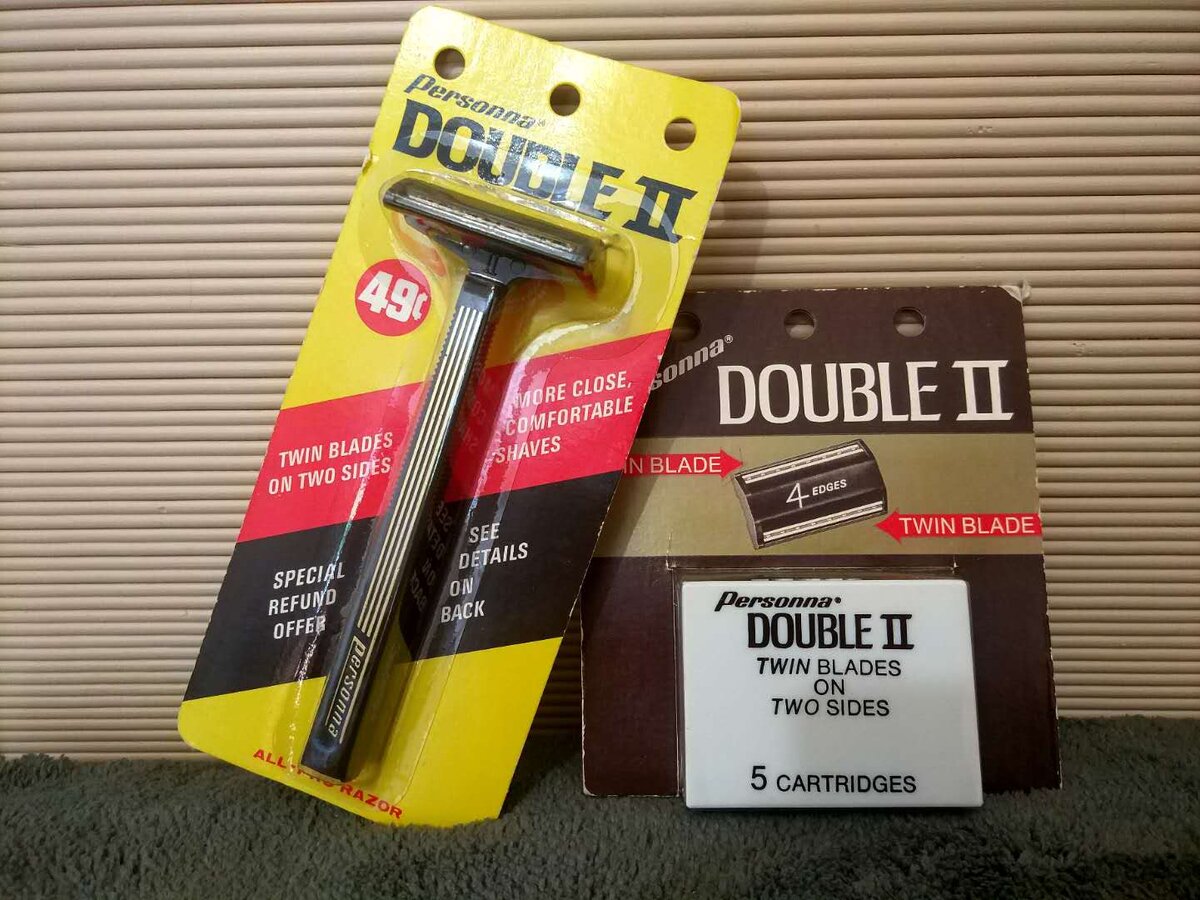 Personna®
DOUBLE II
49¢
TWIN BLADES
ON TWO SIDES
MORE CLOSE,
COMFORTABLE
SHAVES
SPECIAL
REFUND
OFFER
SEE
DETAILS
ON
BACK
Personna
RAZOR
sonna®
DOUBLE II
N BLADE
4 EDGES
TWIN BLADE
Personna®
DOUBLE II
TWIN BLADES
ON
TWO SIDES
5 CARTRIDGES